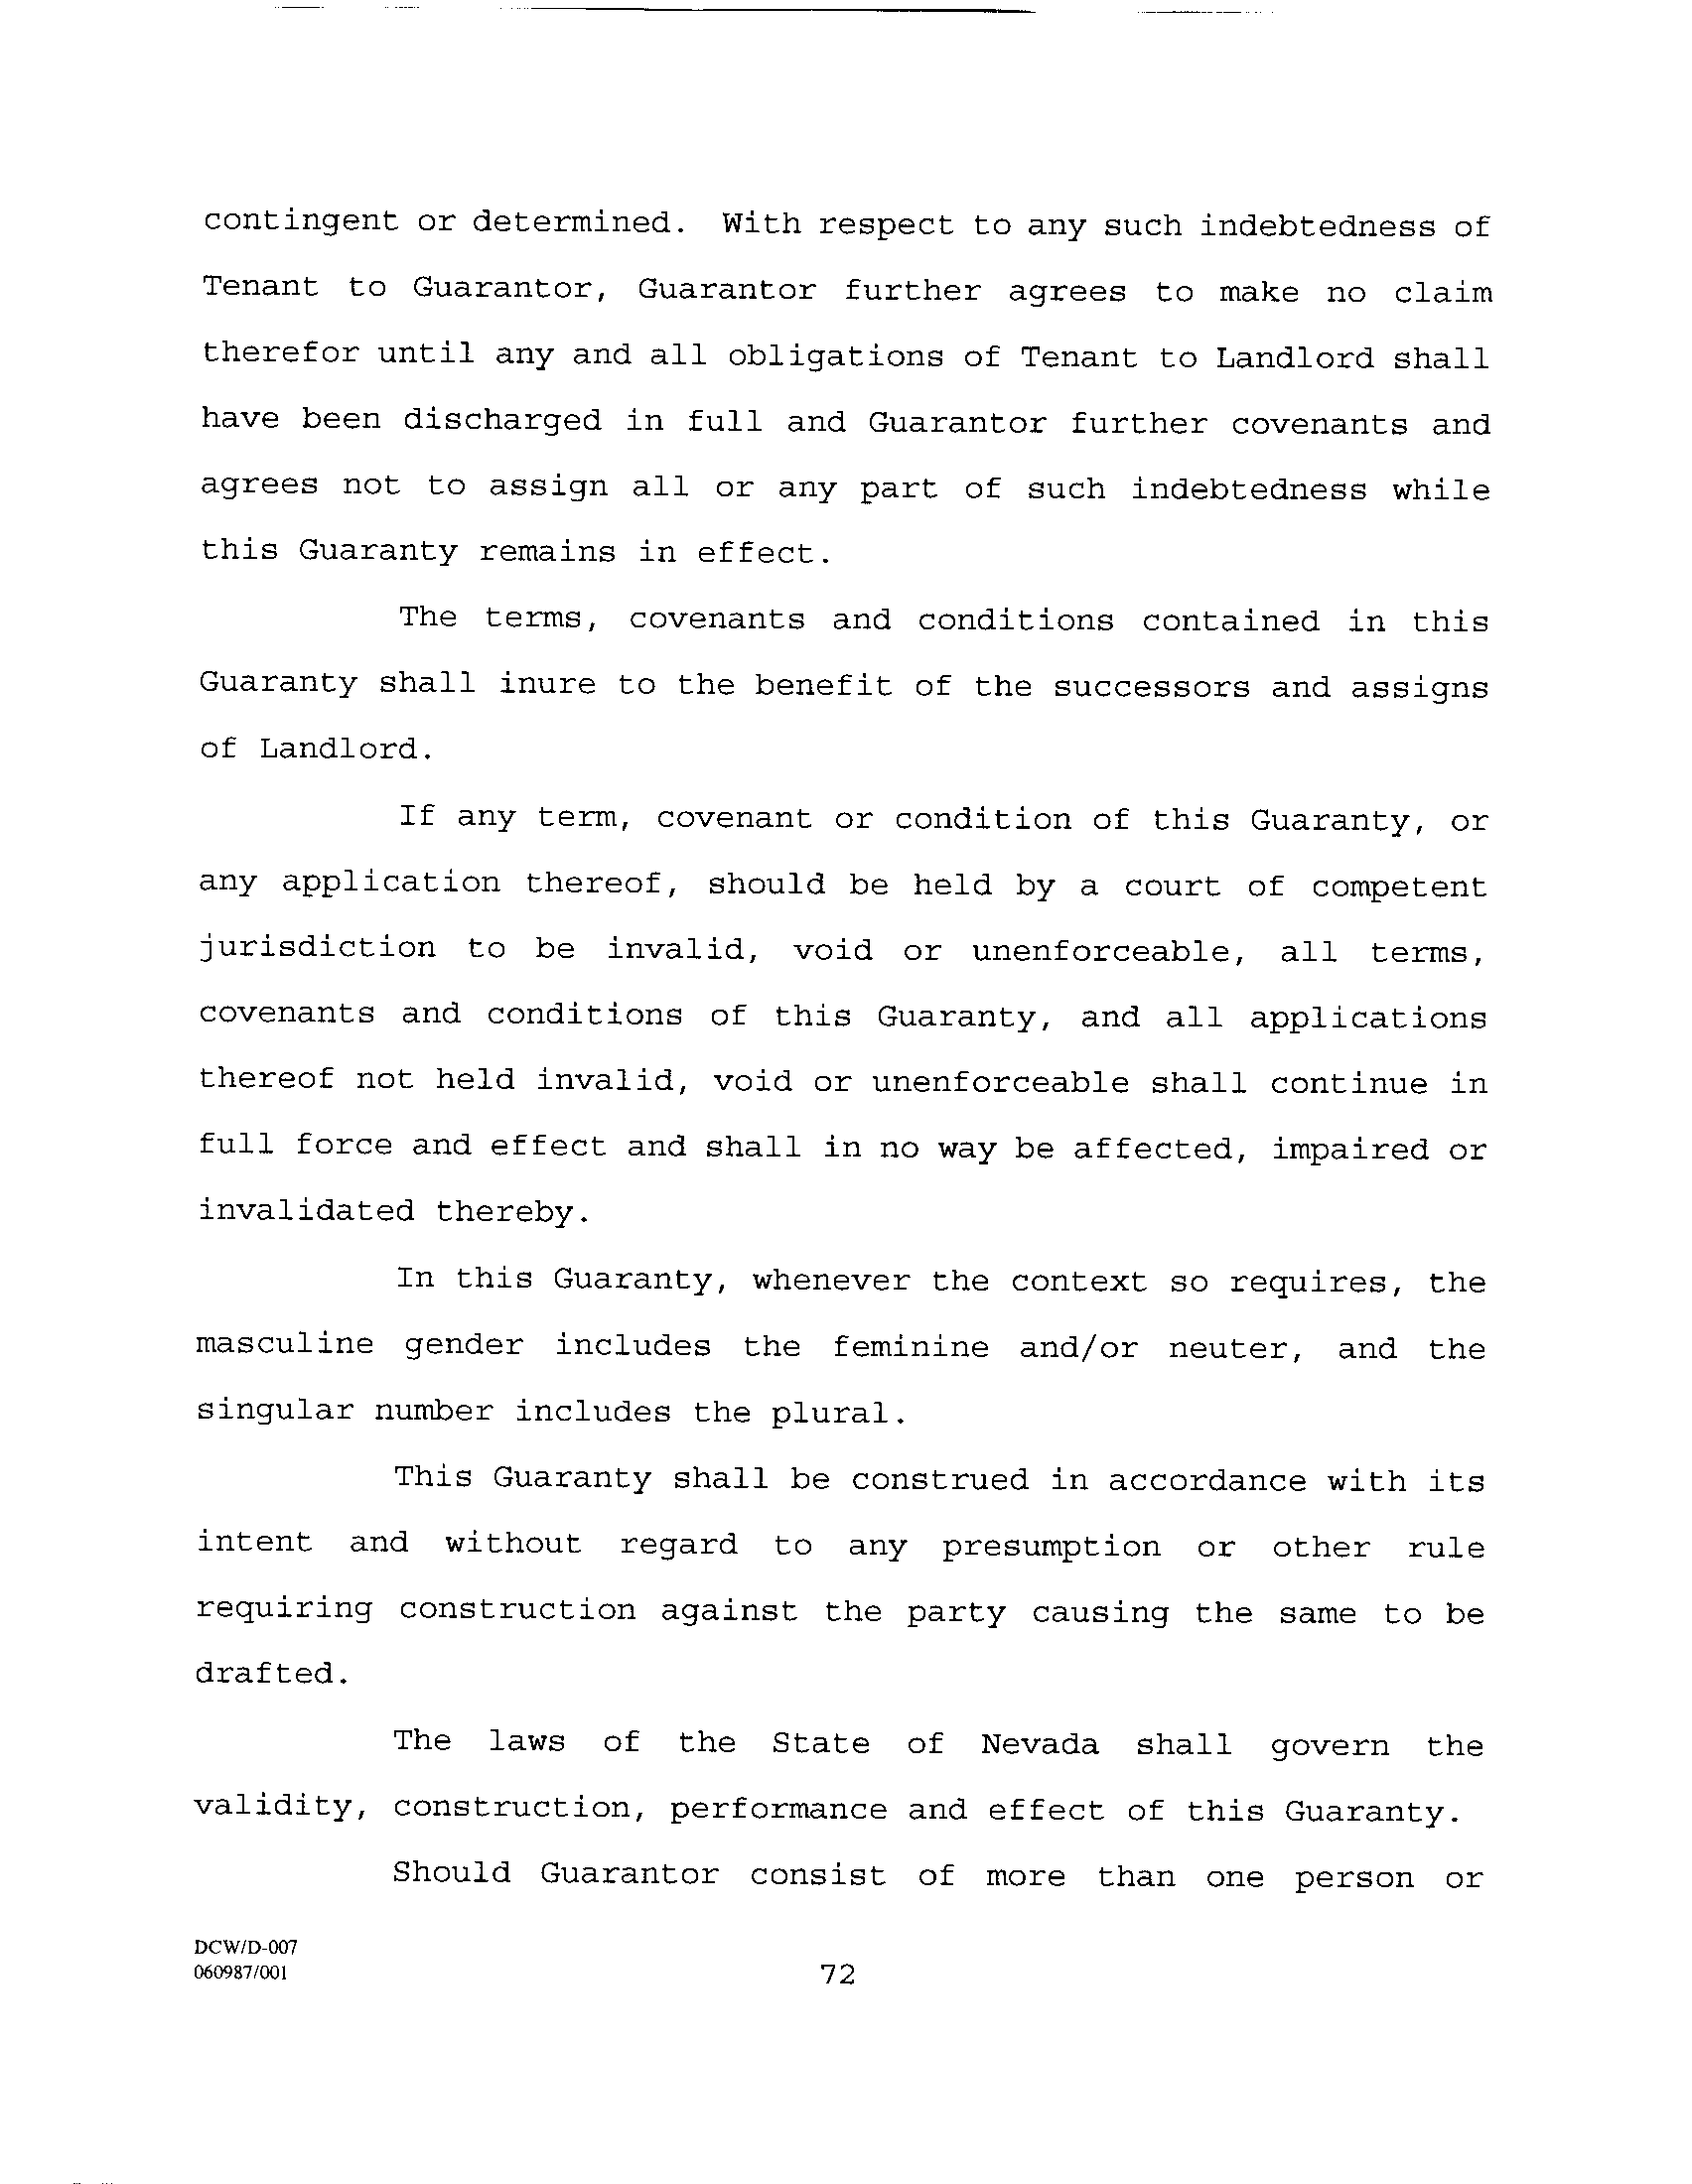 contingent or determined. With respect to any such indebtedness of
Tenant to Guarantor, Guarantor further agrees to make no claim
therefor until any and all obligations of Tenant to Landlord shall
have been discharged in full and Guarantor further covenants and
agrees not to assign all or any part of such indebtedness while
this Guaranty remains in effect.
The terms, covenants and conditions contained in this
Guaranty shall inure to the benefit of the successors and assigns
of Landlord.
If any term, covenant or condition of this Guaranty, or
any application thereof, should be held by a court of competent
jurisdiction to be invalid, void or unenforceable, all terms,
covenants and conditions of this Guaranty, and all applications
thereof not held invalid, void or unenforceable shall continue in
full force and effect and shall in no way be affected, impaired or
invalidated thereby.
In this Guaranty, whenever the context so requires, the
masculine gender includes the feminine and/or neuter, and the
singular number includes the plural.
This Guaranty shall be construed in accordance with its
intent and without regard to any presumption or other rule
requiring construction against the party causing the same to be
drafted.
The laws of the State of Nevada shall govern the
validity, construction, performance and effect of this Guaranty.
Should Guarantor consist of more than one person or
DCW/D-007
060987/001
72